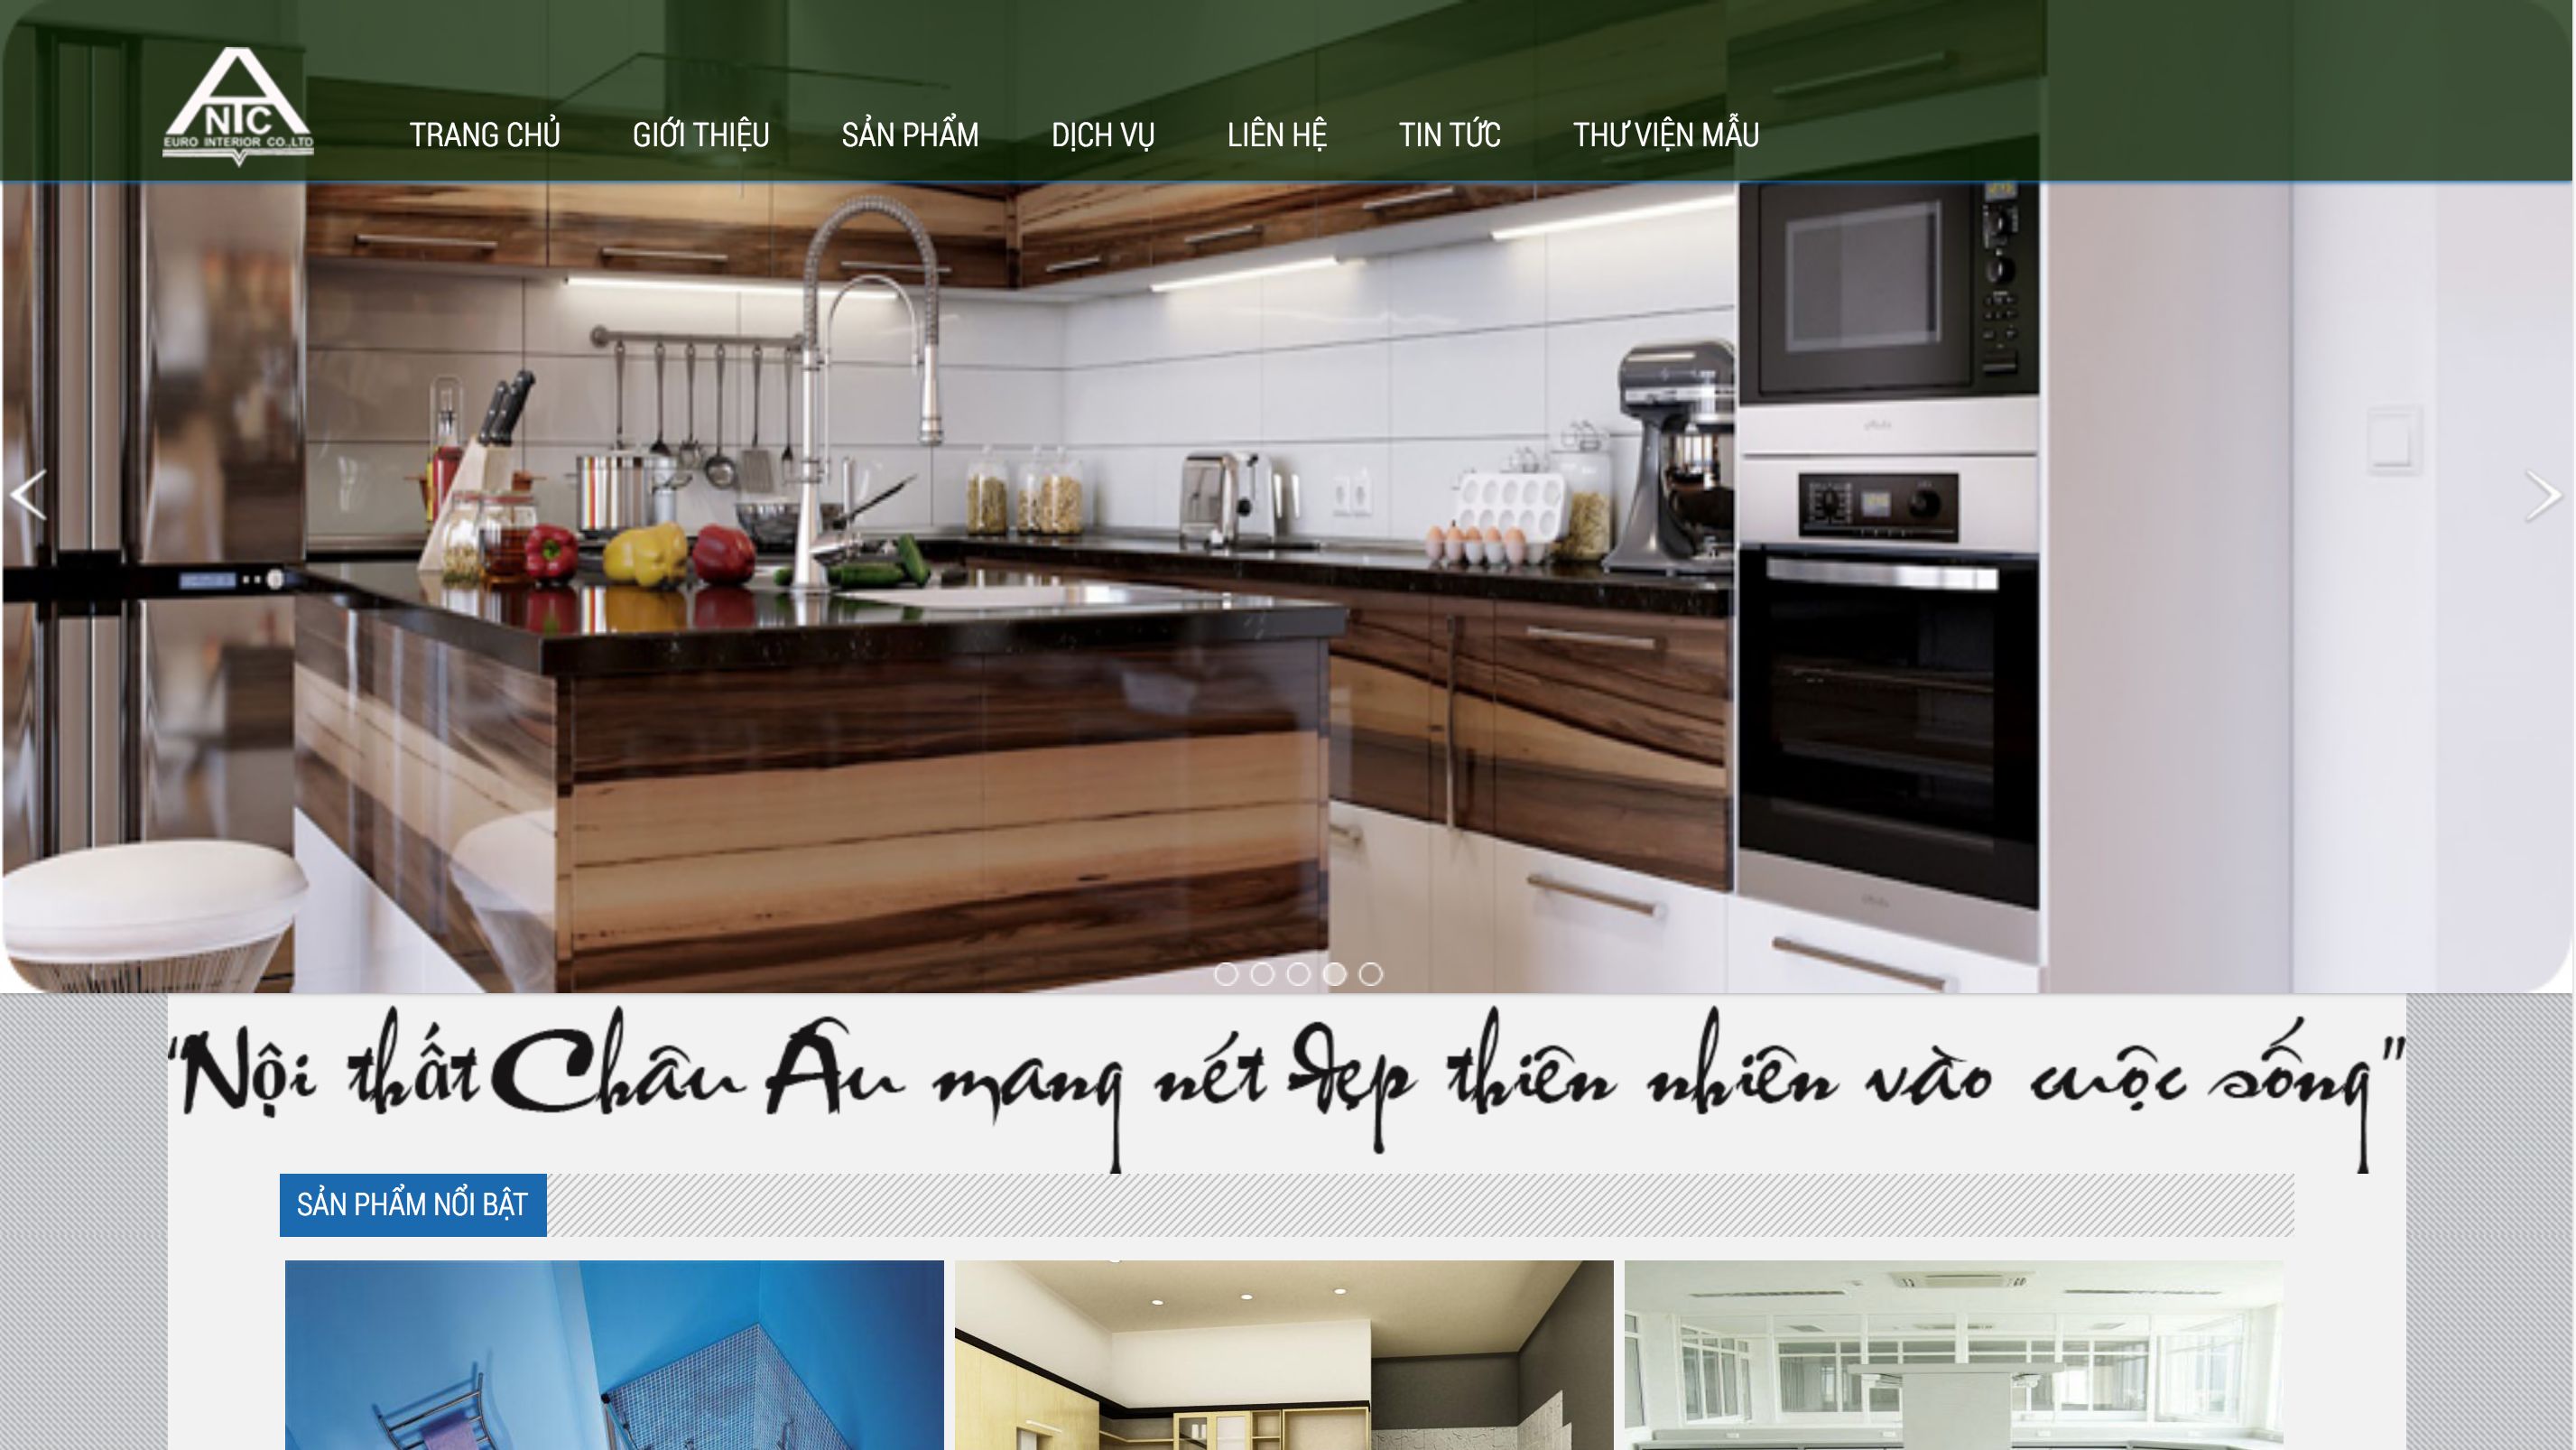 NTC
EURO INTERIOR CO.,LTD
TRANG CHỦ GIỚI THIỆU SẢN PHẨM DỊCH VỤ LIÊN HỆ TIN TỨC THƯ VIỆN MẪU
“Nội thất Châu Âu mang nét Đẹp thiên nhiên vào cuộc sống”
SẢN PHẨM NỔI BẬT